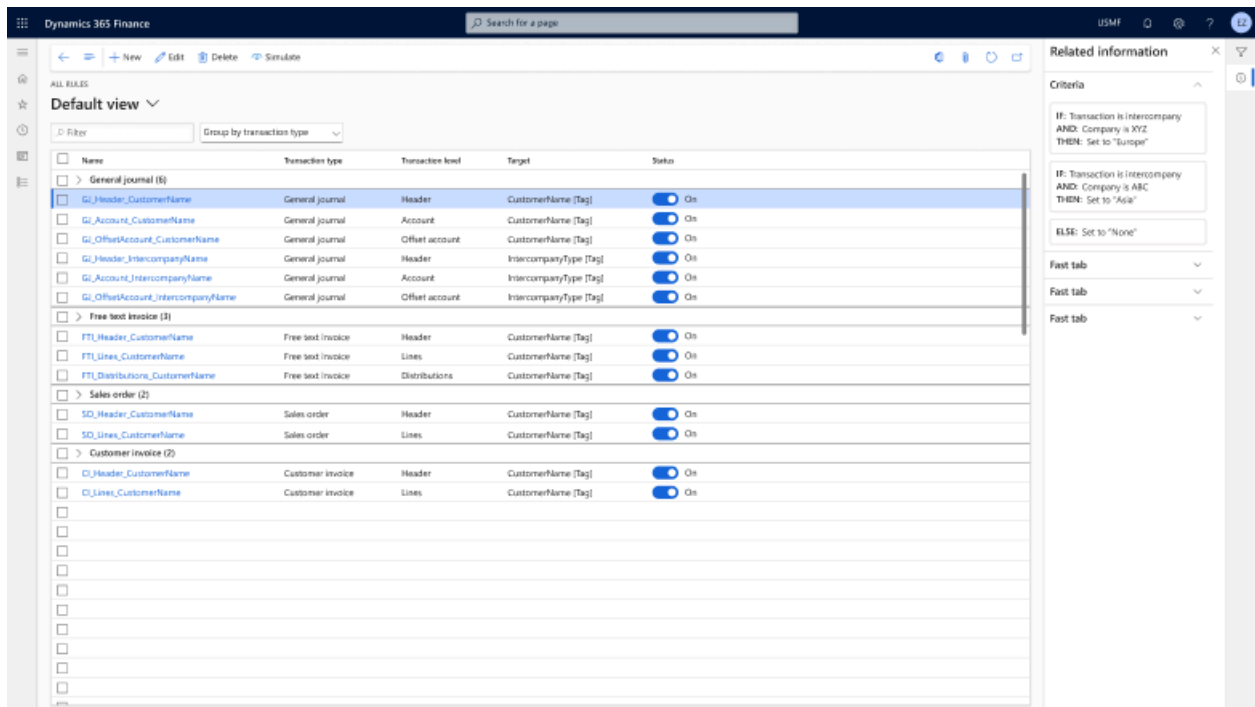 Dynamics 365 Finance
Search for a page
USMF
?
EZ
New Edit Delete Simulate
ALL RULES
Default view
Filter
Group by transaction type
Name Transaction type Transaction level Target Status
General journal (6)
GJ_Header_CustomerName General journal Header CustomerName [Tag] On
GJ_Account_CustomerName General journal Account CustomerName [Tag] On
GJ_OffsetAccount_CustomerName General journal Offset account CustomerName [Tag] On
GJ_Header_IntercompanyName General journal Header IntercompanyType [Tag] On
GJ_Account_IntercompanyName General journal Account IntercompanyType [Tag] On
GJ_OffsetAccount_IntercompanyName General journal Offset account IntercompanyType [Tag] On
Free text invoice (3)
FTI_Header_CustomerName Free text Invoice Header CustomerName [Tag] On
FTI_Lines_CustomerName Free text Invoice Lines CustomerName [Tag] On
FTI_Distributions_CustomerName Free text Invoice Distributions CustomerName [Tag] On
Sales order (2)
SO_Header_CustomerName Sales order Header CustomerName [Tag] On
SO_Lines_CustomerName Sales order Lines CustomerName [Tag] On
Customer invoice (2)
CI_Header_CustomerName Customer invoice Header CustomerName [Tag] On
CI_Lines_CustomerName Customer invoice Lines CustomerName [Tag] On
Related information
Criteria
IF: Transaction is intercompany
AND: Company is XYZ
THEN: Set to "Europe"
IF: Transaction is intercompany
AND: Company is ABC
THEN: Set to "Asia"
ELSE: Set to "None"
Fast tab
Fast tab
Fast tab